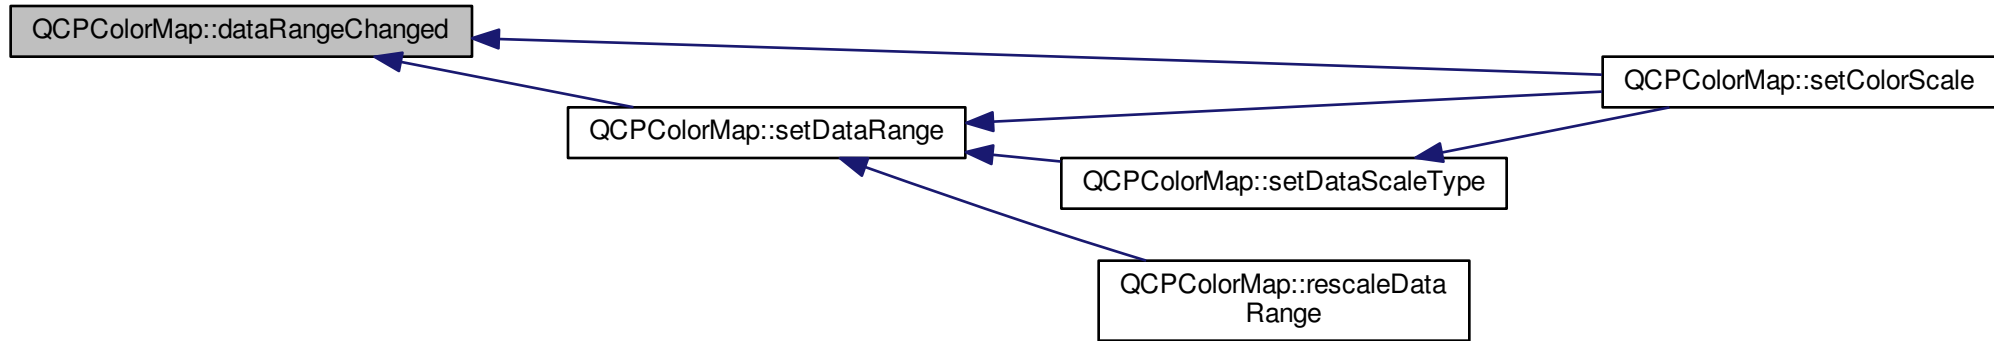 QCPColorMap::dataRangeChanged
QCPColorMap::setColorScale
QCPColorMap::setDataRange
QCPColorMap::setDataScaleType
QCPColorMap::rescaleData
Range